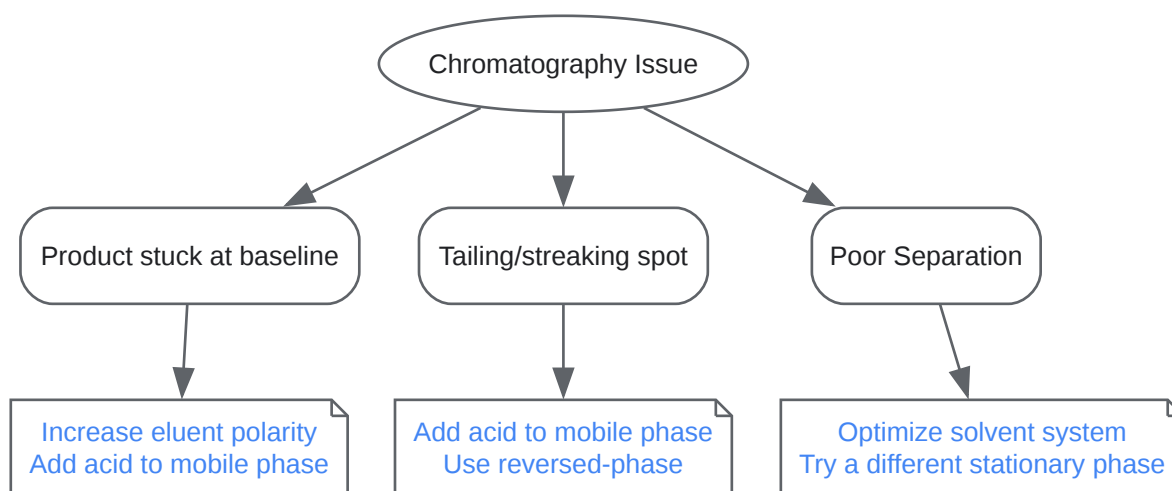 Chromatography Issue
Product stuck at baseline
Tailing/streaking spot
Poor Separation
Increase eluent polarity
Add acid to mobile phase
Add acid to mobile phase
Use reversed-phase
Optimize solvent system
Try a different stationary phase